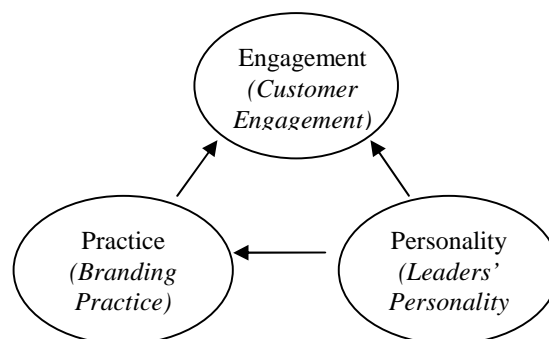 Engagement
(Customer
Engagement)
Practice
(Branding
Practice)
Personality
(Leaders’
Personality